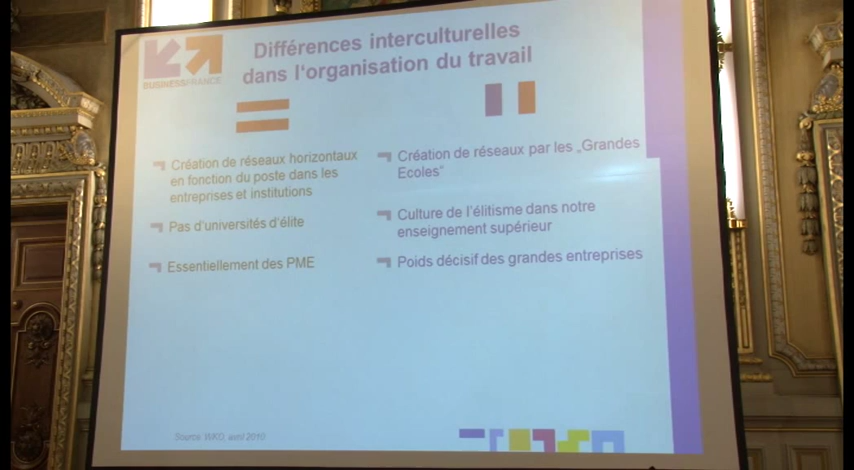 BUSINESSFRANCE
Différences interculturelles
dans l'organisation du travail
Création de réseaux horizontaux
en fonction du poste dans les
entreprises et institutions
Pas d'universités d'élite
Essentiellement des PME
Création de réseaux par les „Grandes
Ecoles“
Culture de l'élitisme dans notre
enseignement supérieur
Poids décisif des grandes entreprises
Source: WKO, avril 2010